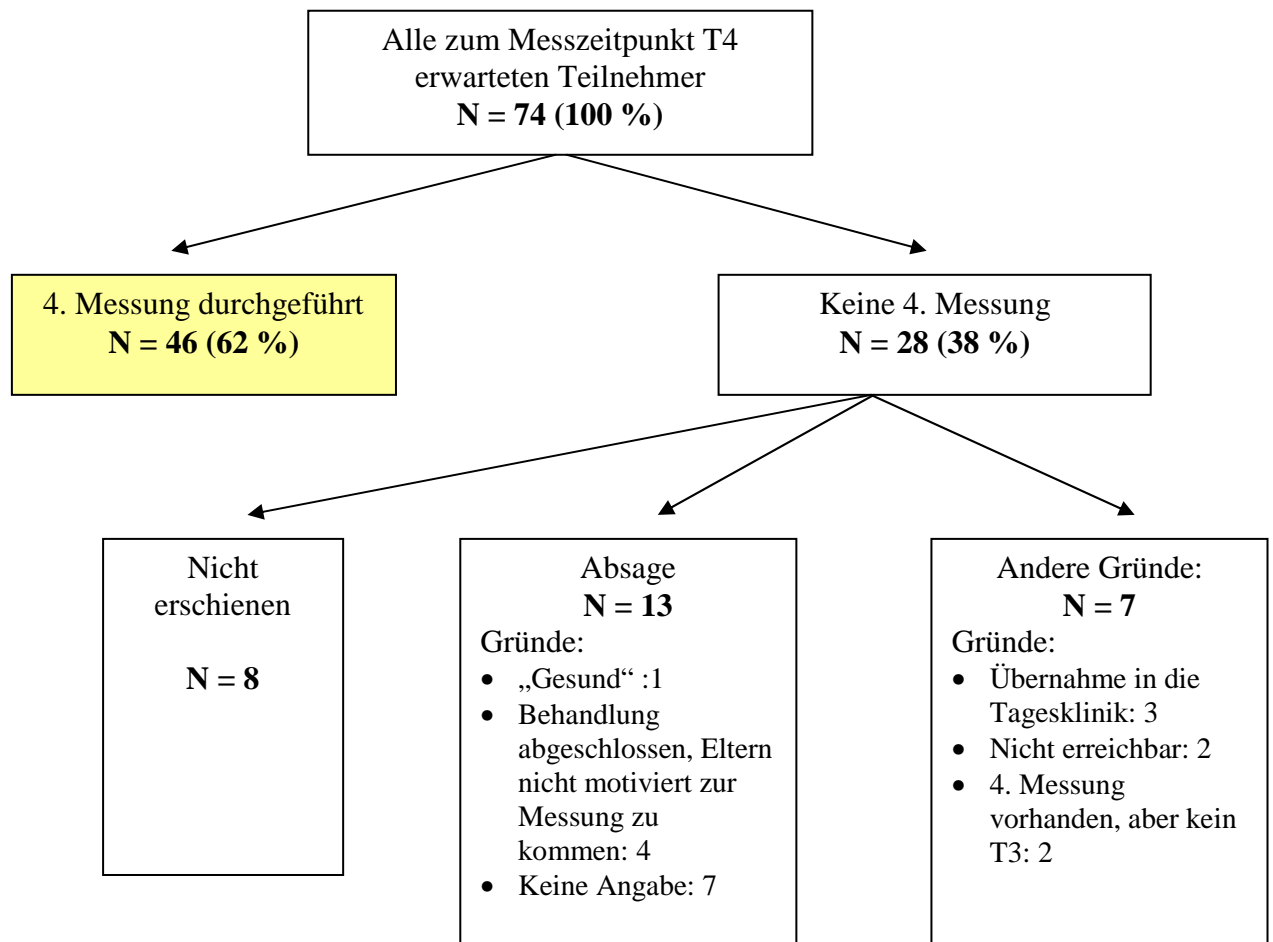 Alle zum Messzeitpunkt T4
erwarteten Teilnehmer
N = 74 (100 %)
4. Messung durchgeführt
N = 46 (62 %)
Keine 4. Messung
N = 28 (38 %)
Nicht
erschienen
N = 8
Absage
N = 13
Gründe:
• „Gesund“ :1
• Behandlung
abgeschlossen, Eltern
nicht motiviert zur
Messung zu
kommen: 4
• Keine Angabe: 7
Andere Gründe:
N = 7
Gründe:
• Übernahme in die
Tagesklinik: 3
• Nicht erreichbar: 2
• 4. Messung
vorhanden, aber kein
T3: 2